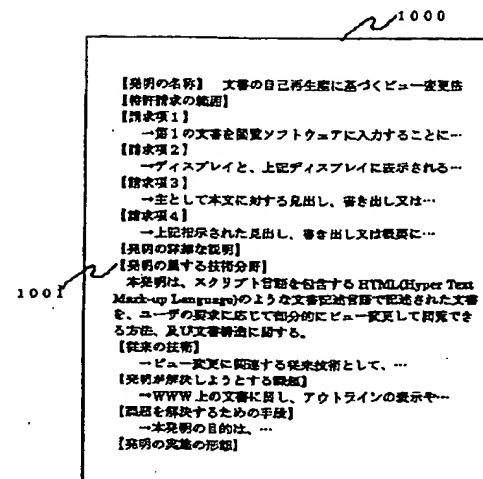 1000
【発明の名称】 文書の自己再生産に基づくビュー変更法
【特許請求の範囲】
【請求項1】
→第1の文書を閲覧ソフトウェアに入力することに…
【請求項2】
→ディスプレイと、上記ディスプレイに表示される…
【請求項3】
→主として本文に対する見出し、書き出し又は…
【請求項4】
→上記指示された見出し、書き出し又は概要に…
【発明の詳細な説明】
【発明の属する技術分野】
1001
本発明は、スクリプト言語を包含する HTML(Hyper Text
Mark-up Language)のような文書記述言語で記述された文書
を、ユーザの要求に応じて部分的にビュー変更して閲覧でき
る方法、及び文書構造に関する。
【従来の技術】
→ビュー変更に関連する従来技術として、…
【発明が解決しようとする課題】
→WWW 上の文書に関し、アウトラインの表示や…
【課題を解決するための手段】
→本発明の目的は、…
【発明の実施の形態】